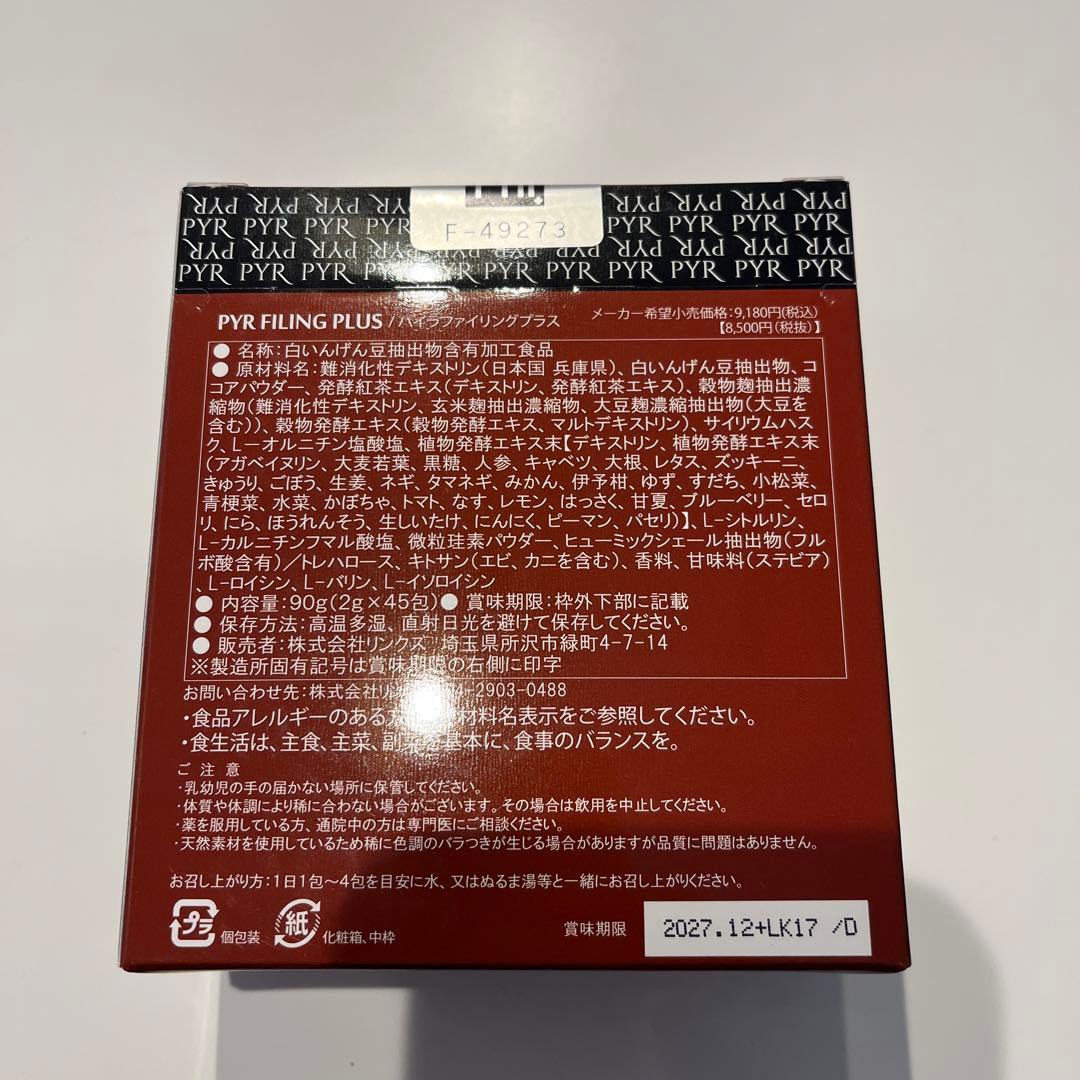 F-49273
PYR PYR PYR PYR PYR PYR PYR PYR
PYR PYR PYR PYR PYR PYR PYR PYR PYR PYR PYR
PYR FILING PLUS / パイラファイリングプラス
メーカー希望小売価格:9,180円(税込)
【8,500円(税抜)】
● 名称:白いんげん豆抽出物含有加工食品
● 原材料名:難消化性デキストリン(日本国 兵庫県)、白いんげん豆抽出物、コ
コアパウダー、発酵紅茶エキス(デキストリン、発酵紅茶エキス)、穀物麹抽出濃
縮物(難消化性デキストリン、玄米麹抽出濃縮物、大豆麹濃縮抽出物(大豆を
含む))、穀物発酵エキス(穀物発酵エキス、マルトデキストリン)、サイリウムハス
ク、L-オルニチン塩酸塩、植物発酵エキス末【デキストリン、植物発酵エキス末
(アガベイヌリン、大麦若葉、黒糖、人参、キャベツ、大根、レタス、ズッキーニ、
きゅうり、ごぼう、生姜、ネギ、タマネギ、みかん、伊予柑、ゆず、すだち、小松菜、
青梗菜、水菜、かぼちゃ、トマト、なす、レモン、はっさく、甘夏、ブルーベリー、セロ
リ、にら、ほうれんそう、生しいたけ、にんにく、ピーマン、パセリ)】、L-シトルリン、
L-カルニチンフマル酸塩、微粒珪素パウダー、ヒューミックシェール抽出物(フル
ボ酸含有)/トレハロース、キトサン(エビ、カニを含む)、香料、甘味料(ステビア)
、L-ロイシン、L-バリン、L-イソロイシン
● 内容量:90g(2g×45包)● 賞味期限:枠外下部に記載
● 保存方法:高温多湿、直射日光を避けて保存してください。
● 販売者:株式会社リンクス 埼玉県所沢市緑町4-7-14
※製造所固有記号は賞味期限の右側に印字
お問い合わせ先:株式会社リン 4-2903-0488
・食品アレルギーのある 材料名表示をご参照してください。
・食生活は、主食、主菜、副菜を基本に、食事のバランスを。
ご注意
・乳幼児の手の届かない場所に保管してください。
・体質や体調により稀に合わない場合がございます。その場合は飲用を中止してください。
・薬を服用している方、通院中の方は専門医にご相談ください。
・天然素材を使用しているため稀に色調のバラつきが生じる場合がありますが品質に問題はありません。
お召し上がり方:1日1包～4包を目安に水、又はぬるま湯等と一緒にお召し上がりください。
プラ 個包装 紙 化粧箱、中枠
賞味期限 2027.12+LK17 /D